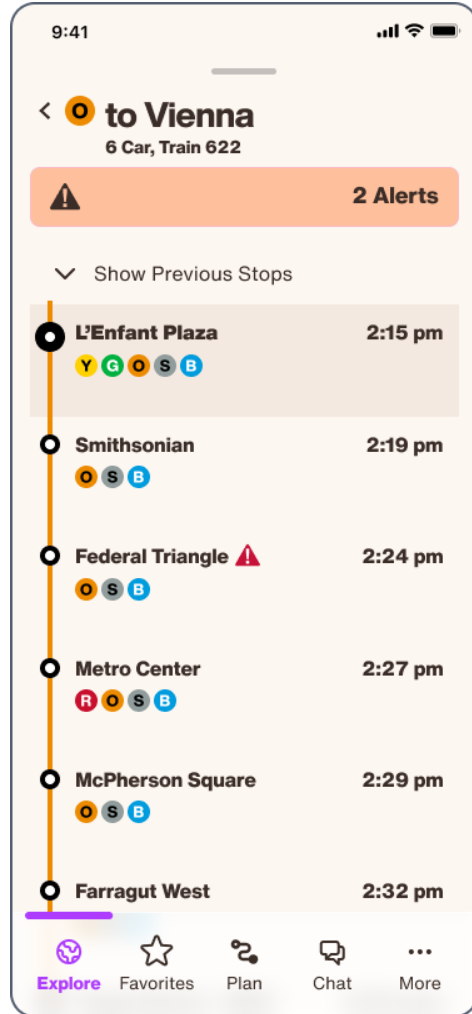 9:41
O to Vienna
6 Car, Train 622
2 Alerts
Show Previous Stops
L’Enfant Plaza 2:15 pm
Y G O S B
Smithsonian 2:19 pm
O S B
Federal Triangle 2:24 pm
O S B
Metro Center 2:27 pm
R O S B
McPherson Square 2:29 pm
O S B
Farragut West 2:32 pm
Explore Favorites Plan Chat More